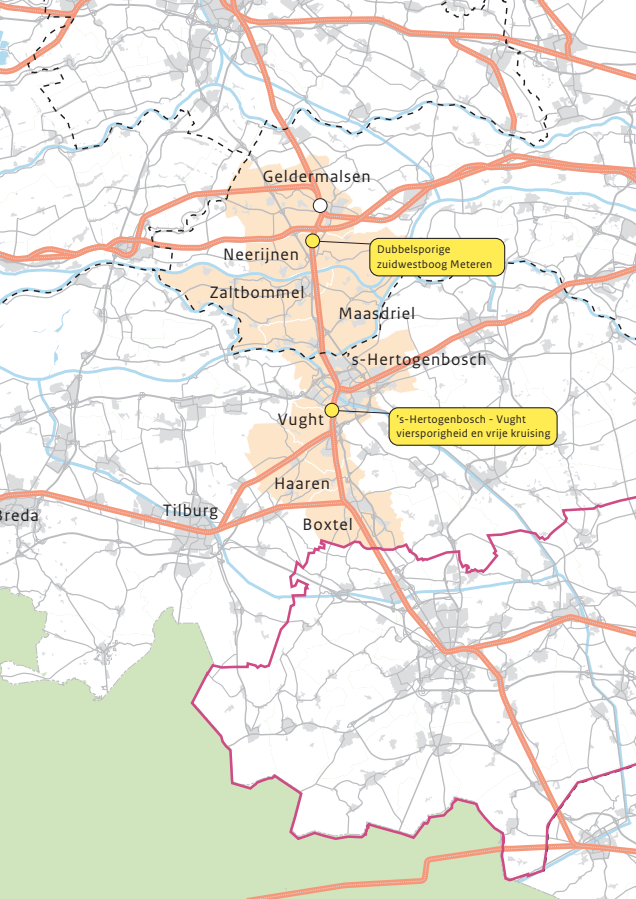 Geldermalsen
Neerijnen
Dubbelsporige
zuidwestboog Meteren
Zaltbommel
Maasdriel
's-Hertogenbosch
Vught
's-Hertogenbosch - Vught
viersporigheid en vrije kruising
Haaren
Tilburg
Breda
Boxtel